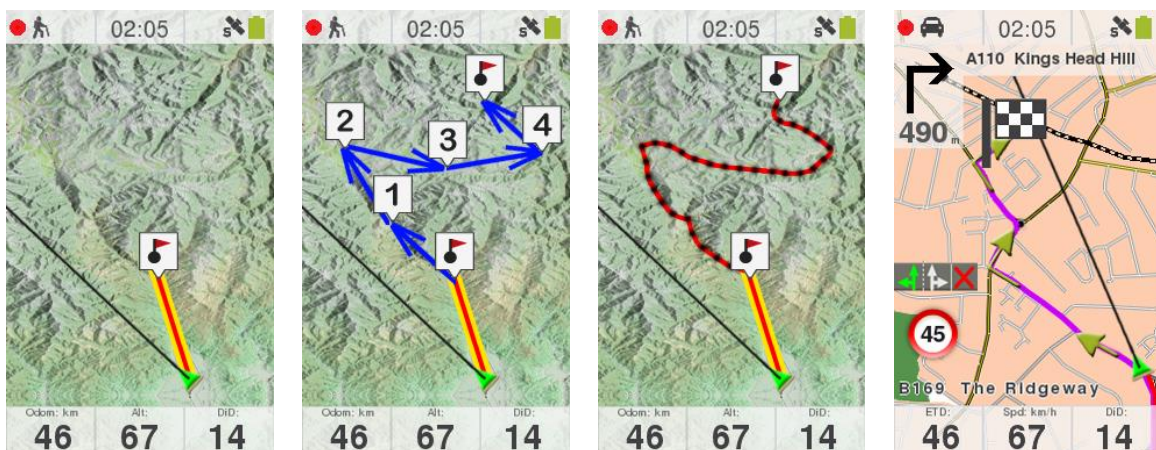 02:05
S
Odom: km Alt: DiD:
46 67 14
02:05
S
2
3
4
1
Odom: km Alt: DiD:
46 67 14
02:05
S
Odom: km Alt: DiD:
46 67 14
02:05
S
A110 Kings Head Hill
490 m
45
B169 The Ridgeway
ETD: Spd: km/h DiD:
46 67 14